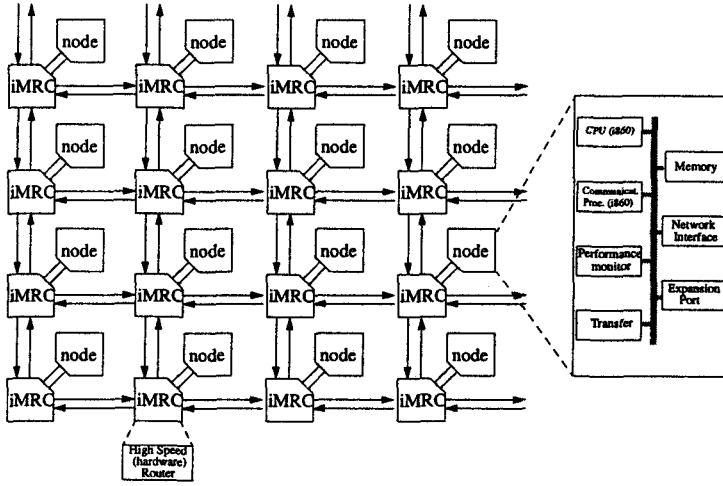 node node node node
iMRC iMRC iMRC iMRC
node node node node
iMRC iMRC iMRC iMRC
node node node node
iMRC iMRC iMRC iMRC
node node node node
iMRC iMRC iMRC iMRC
High Speed
(hardware)
Router
CPU (i860)
Memory
Communicat.
Proc. (i860)
Network
Interface
Performance
monitor
Expansion
Port
Transfer